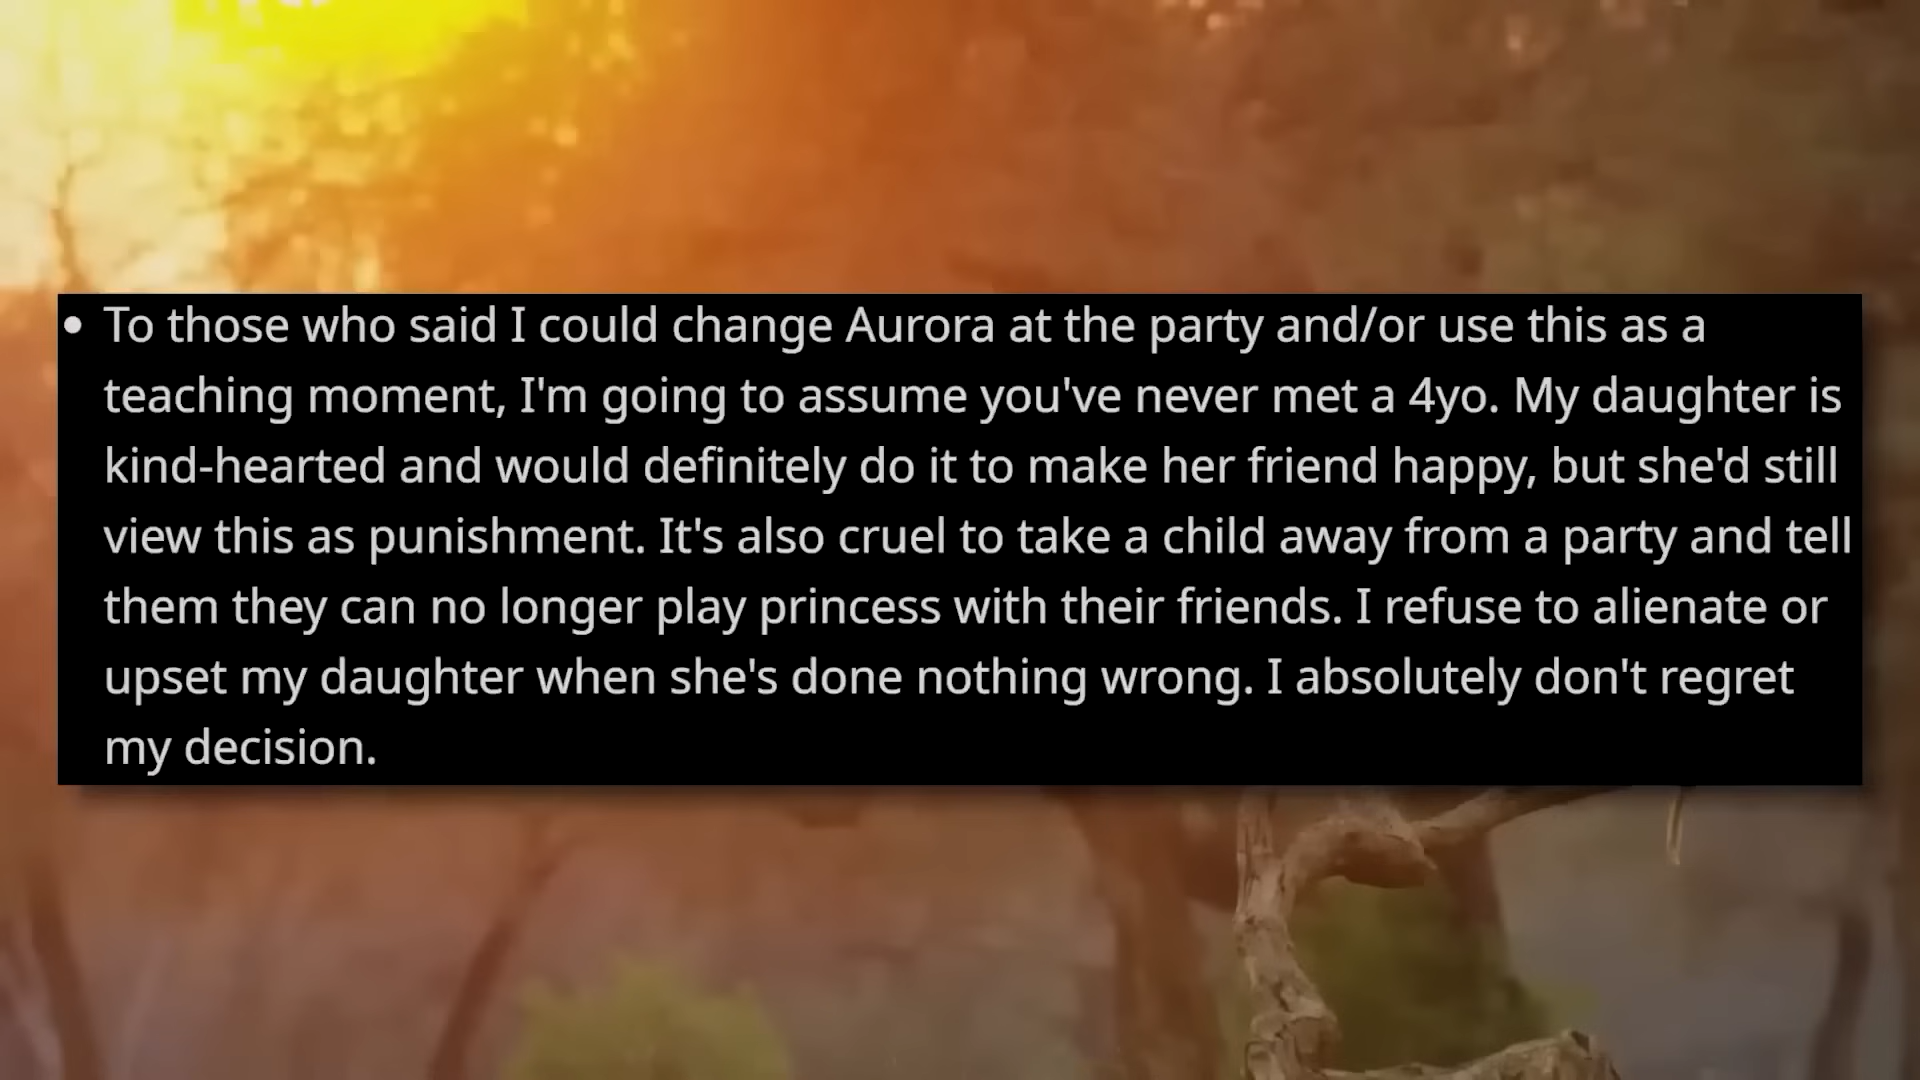 • To those who said I could change Aurora at the party and/or use this as a
teaching moment, I'm going to assume you've never met a 4yo. My daughter is
kind-hearted and would definitely do it to make her friend happy, but she'd still
view this as punishment. It's also cruel to take a child away from a party and tell
them they can no longer play princess with their friends. I refuse to alienate or
upset my daughter when she's done nothing wrong. I absolutely don't regret
my decision.